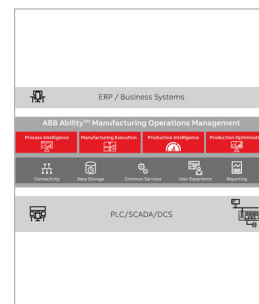 ERP / Business Systems
ABB Ability™ Manufacturing Operations Management
Process Intelligence Manufacturing Execution Production Intelligence Production Optimizat
Connectivity Data Storage Common Services User Experience Reporting
PLC/SCADA/DCS